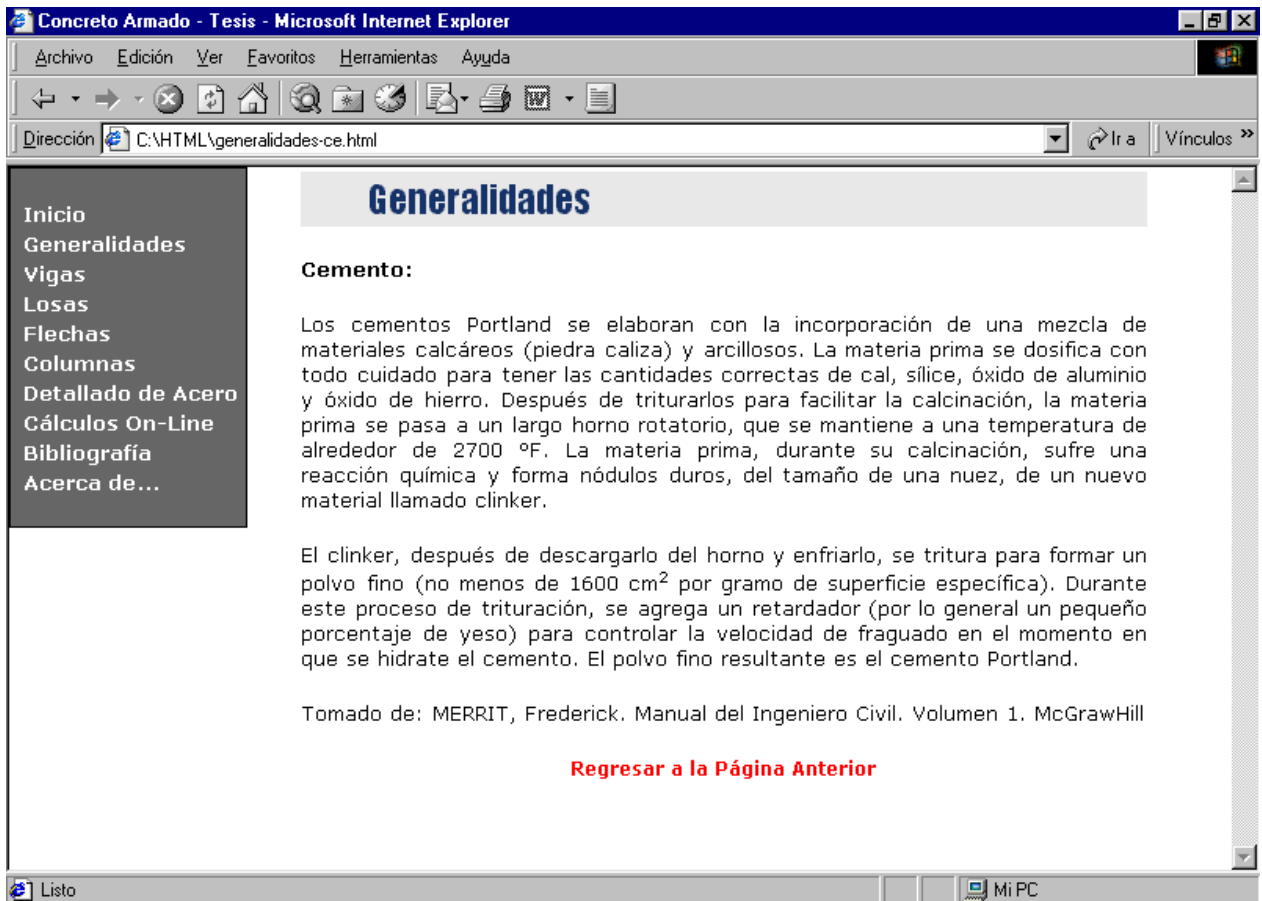 Concreto Armado - Tesis - Microsoft Internet Explorer
Archivo Edición Ver Favoritos Herramientas Ayuda
Dirección C:\HTML\generalidades-ce.html Ir a Vínculos »
Inicio
Generalidades
Vigas
Losas
Flechas
Columnas
Detallado de Acero
Cálculos On-Line
Bibliografía
Acerca de...
Generalidades
Cemento:
Los cementos Portland se elaboran con la incorporación de una mezcla de
materiales calcáreos (piedra caliza) y arcillosos. La materia prima se dosifica con
todo cuidado para tener las cantidades correctas de cal, sílice, óxido de aluminio
y óxido de hierro. Después de triturarlos para facilitar la calcinación, la materia
prima se pasa a un largo horno rotatorio, que se mantiene a una temperatura de
alrededor de 2700 ºF. La materia prima, durante su calcinación, sufre una
reacción química y forma nódulos duros, del tamaño de una nuez, de un nuevo
material llamado clinker.
El clinker, después de descargarlo del horno y enfriarlo, se tritura para formar un
polvo fino (no menos de 1600 cm² por gramo de superficie específica). Durante
este proceso de trituración, se agrega un retardador (por lo general un pequeño
porcentaje de yeso) para controlar la velocidad de fraguado en el momento en
que se hidrate el cemento. El polvo fino resultante es el cemento Portland.
Tomado de: MERRIT, Frederick. Manual del Ingeniero Civil. Volumen 1. McGrawHill
Regresar a la Página Anterior
Listo Mi PC